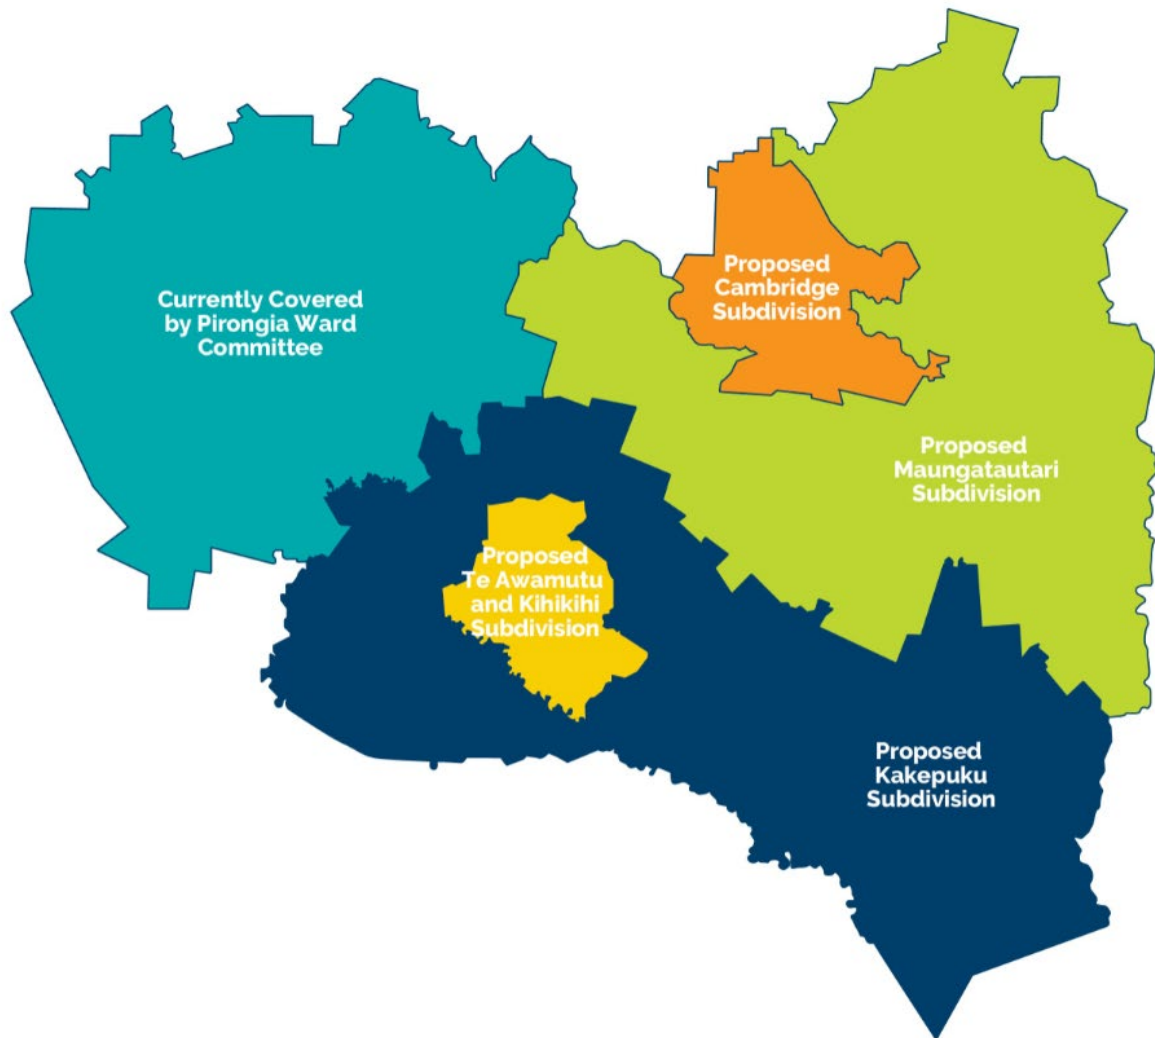 Currently Covered
by Pirongia Ward
Committee
Proposed
Cambridge
Subdivision
Proposed
Maungatautari
Subdivision
Proposed
Te Awamutu
and Kihikihi
Subdivision
Proposed
Kakepuku
Subdivision